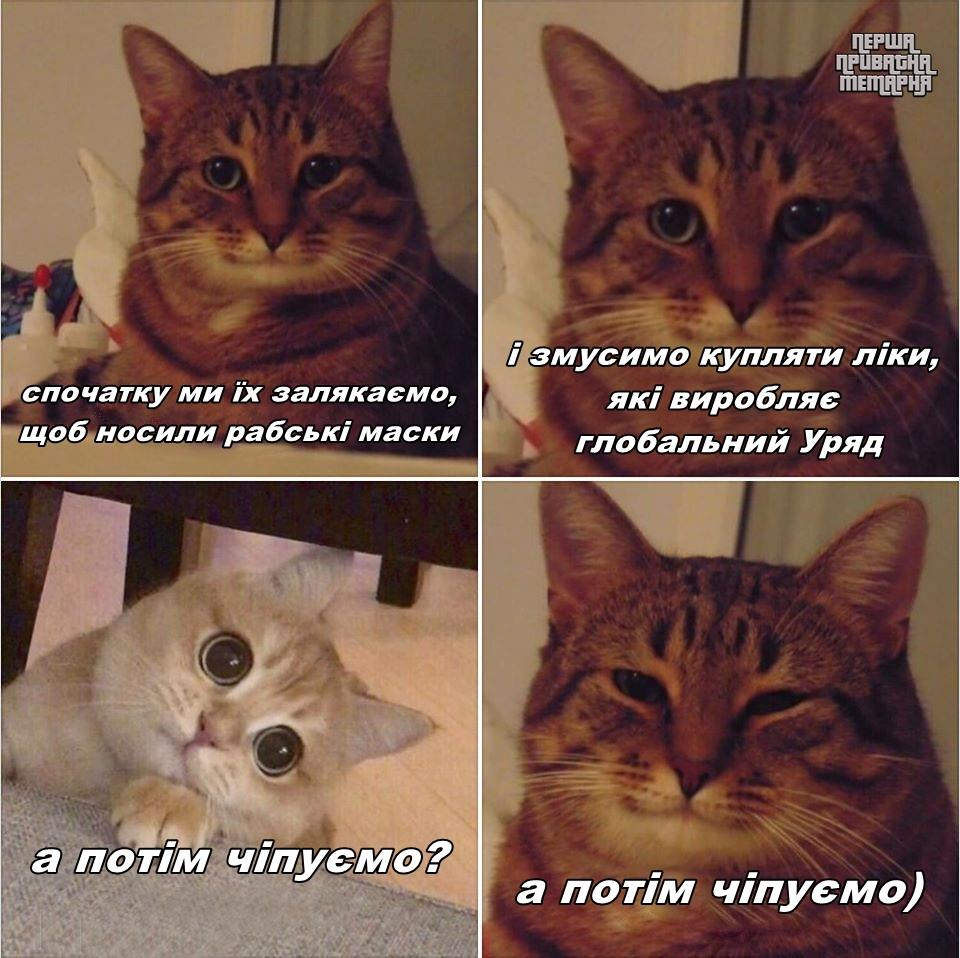 ПЕРША
ПРИВАТНА
МЕМАРНЯ
спочатку ми їх залякаємо,
щоб носили рабські маски
і змусимо купляти ліки,
які виробляє
глобальний Уряд
а потім чіпуємо?
а потім чіпуємо)